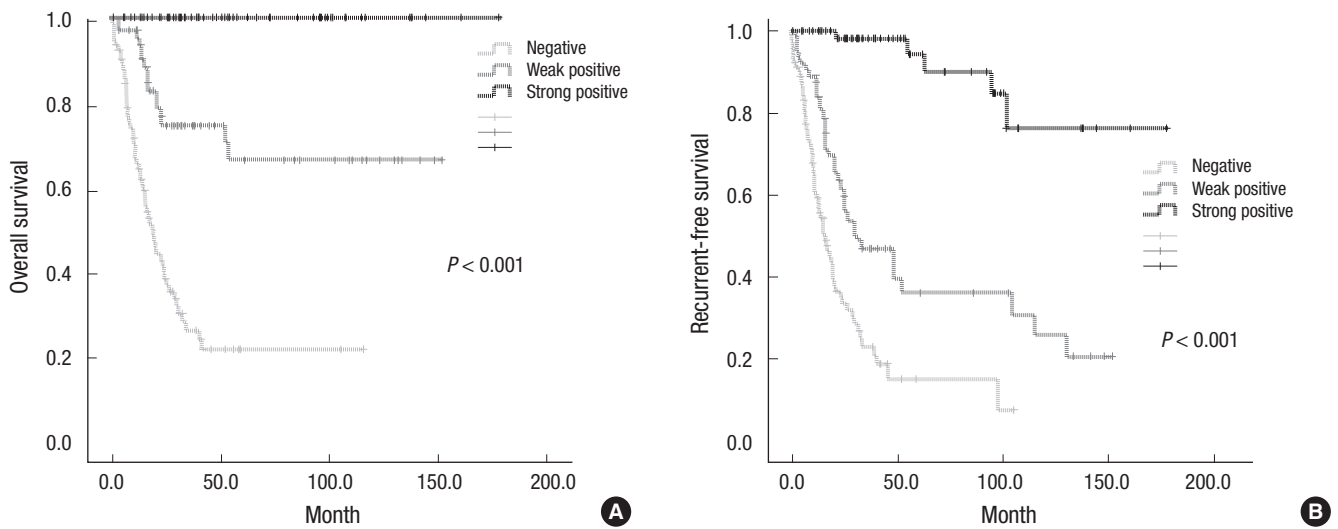 1.0
0.8
0.6
0.4
0.2
0.0
Overall survival
0.0 50.0 100.0 150.0 200.0
Month
Negative
Weak positive
Strong positive
P < 0.001
A
1.0
0.8
0.6
0.4
0.2
0.0
Recurrent-free survival
0.0 50.0 100.0 150.0 200.0
Month
Negative
Weak positive
Strong positive
P < 0.001
B